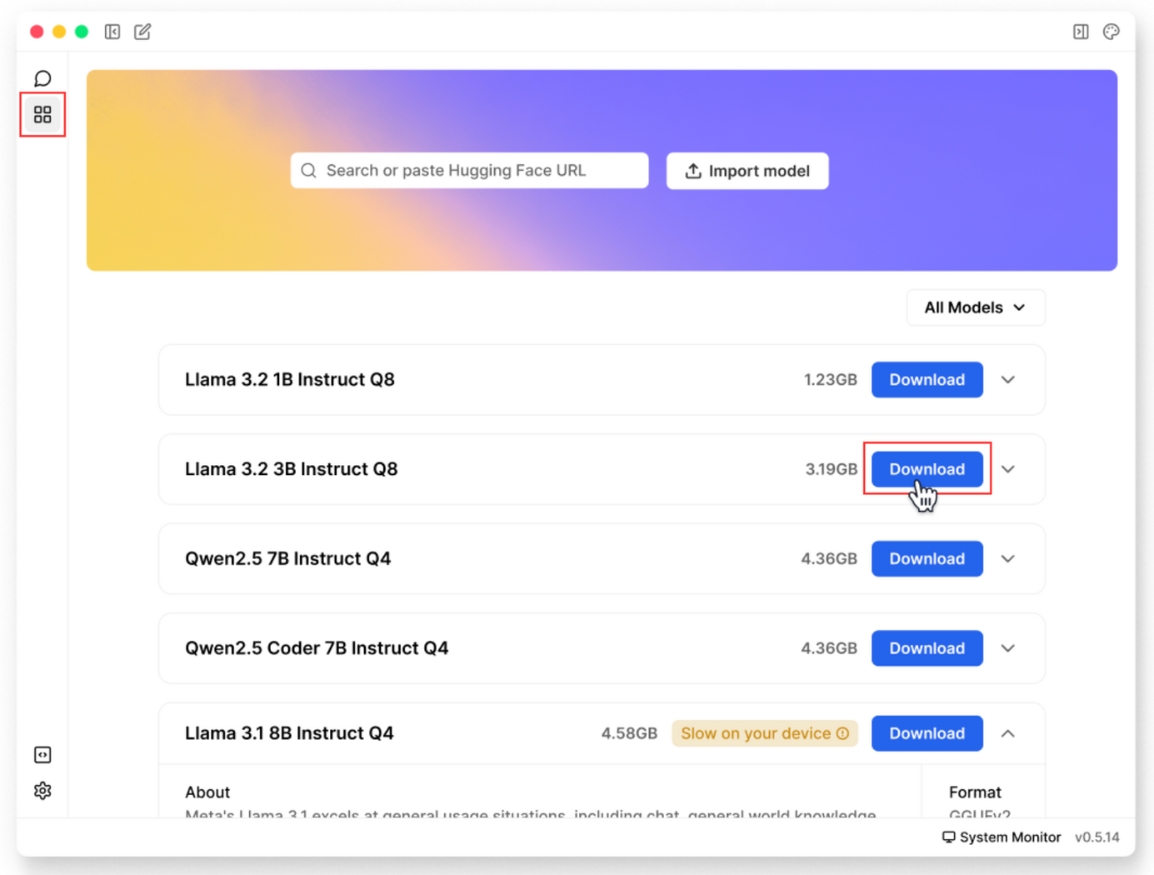 Search or paste Hugging Face URL
Import model
All Models
Llama 3.2 1B Instruct Q8 1.23GB Download
Llama 3.2 3B Instruct Q8 3.19GB Download
Qwen2.5 7B Instruct Q4 4.36GB Download
Qwen2.5 Coder 7B Instruct Q4 4.36GB Download
Llama 3.1 8B Instruct Q4 4.58GB Slow on your device Download
About Format
Meta's Llama 3.1 excels at general usage situations, including chat, general world knowledge, GGUFv2
System Monitor v0.5.14